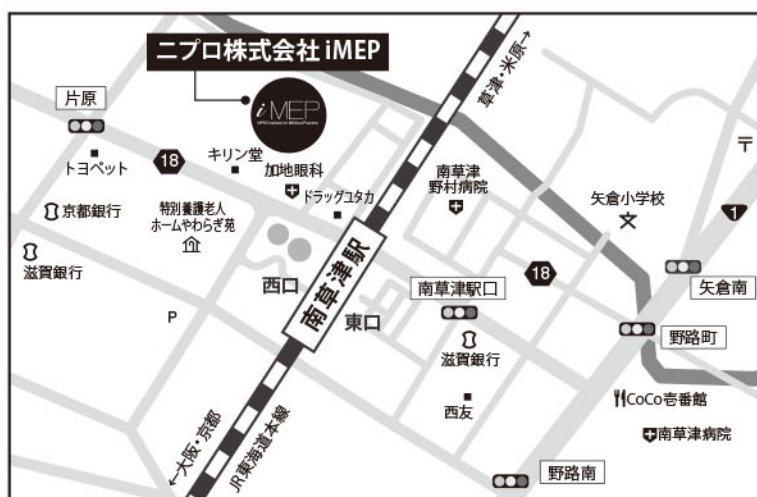 ニプロ株式会社 iMEP
草津・米原→
片原
i MEP
トヨペット
18
キリン堂
加地眼科
ドラッグユタカ
南草津
野村病院
矢倉小学校
〒
1
京都銀行
特別養護老人
ホームやわらぎ苑
滋賀銀行
西口
南草津駅
東口
南草津駅口
18
矢倉南
野路町
P
滋賀銀行
西友
CoCo壱番館
南草津病院
←大阪・京都
JR東海道本線
野路南